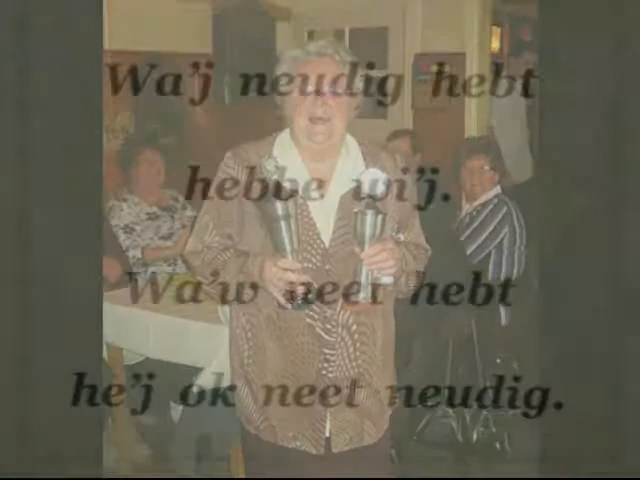 Wa'j neudig hebt
hebbe wi'j.
Wa'w neet hebt
he'j ok neet neudig.